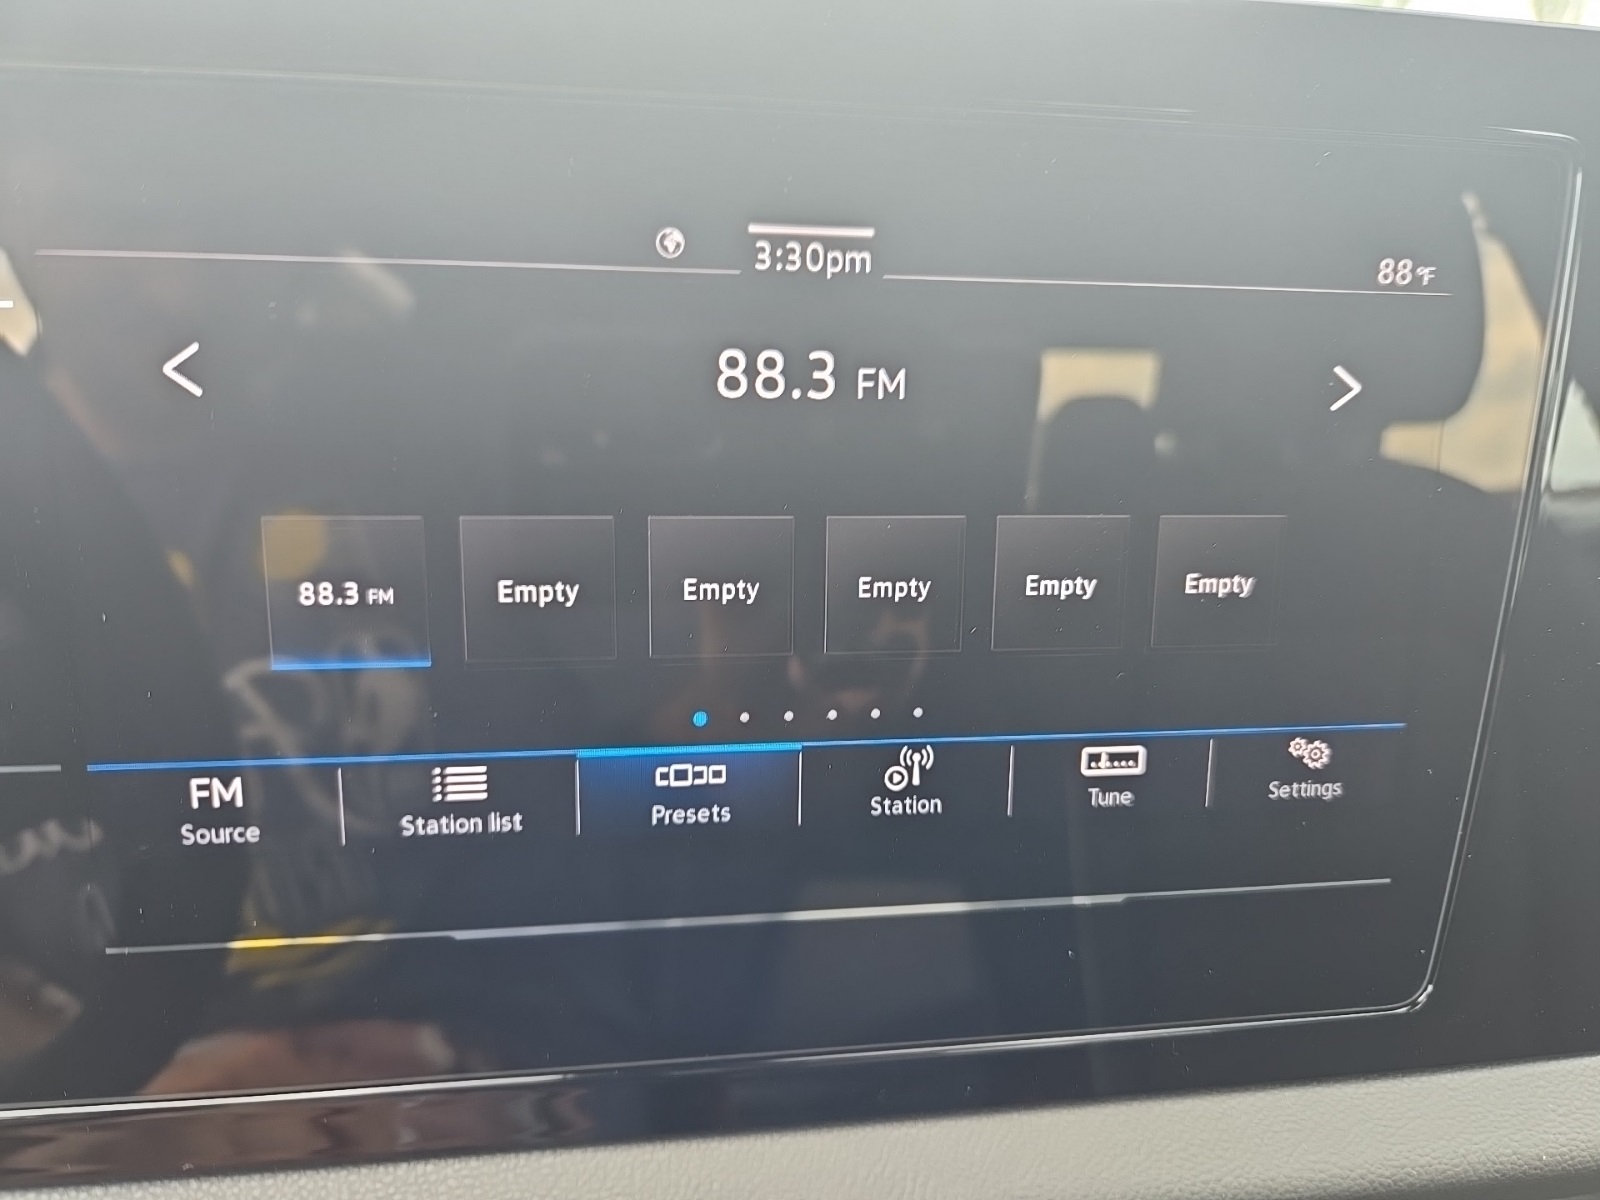 3:30pm
88°F
88.3 FM
88.3 FM
Empty
Empty
Empty
Empty
Empty
FM
Source
Station list
Presets
Station
Tune
Settings